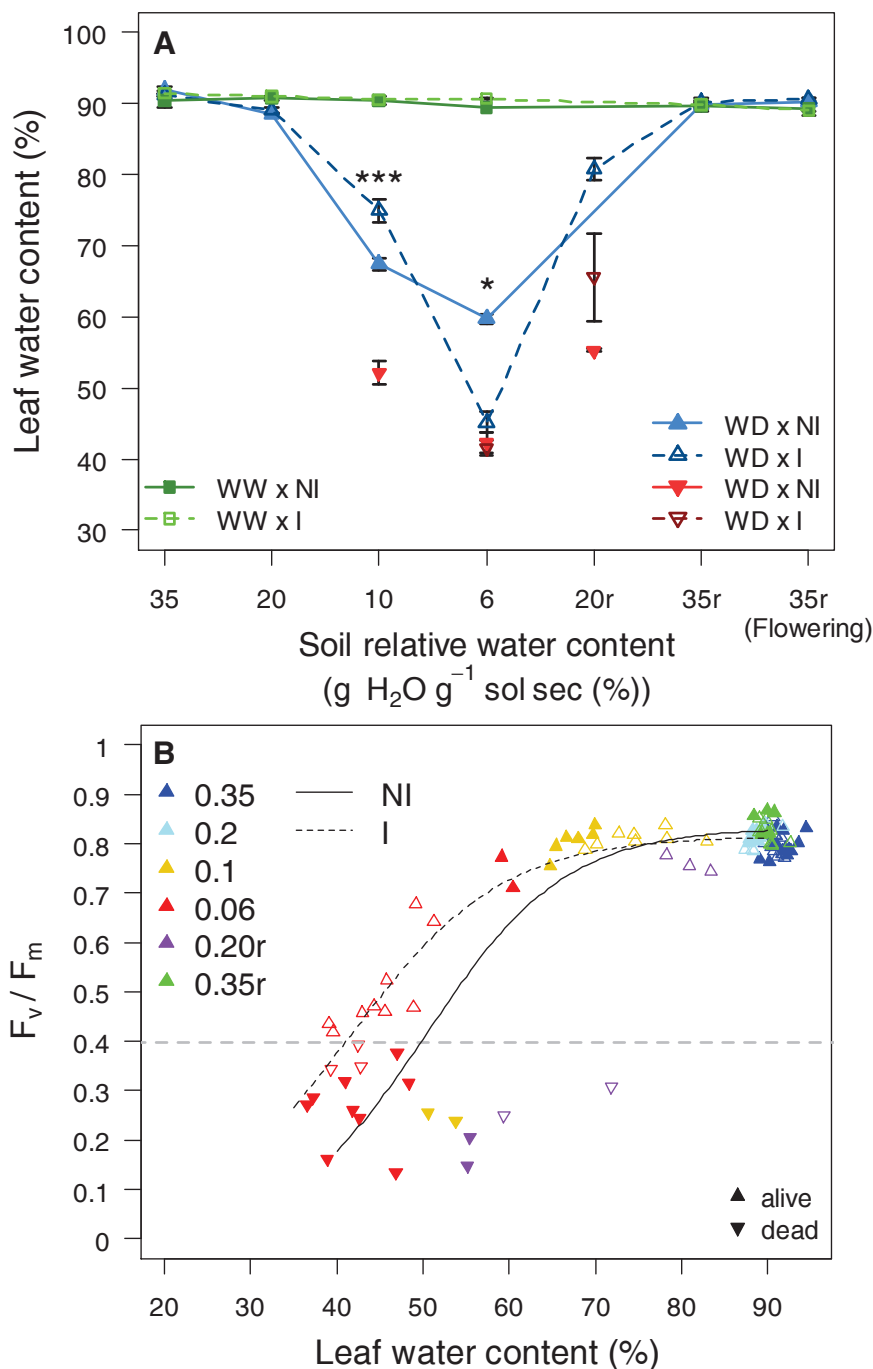 A
100
90
80
70
60
50
40
30
Leaf water content (%)
***
*
WW x NI
WW x I
WD x NI
WD x I
WD x NI
WD x I
35 20 10 6 20r 35r 35r
(Flowering)
Soil relative water content
(g H₂O g⁻¹ sol sec (%))
B
1
0.9
0.8
0.7
0.6
0.5
0.4
0.3
0.2
0.1
0
Fᵥ / Fₘ
0.35
0.2
0.1
0.06
0.20r
0.35r
NI
I
alive
dead
20 40 50 60 70 80 90
Leaf water content (%)